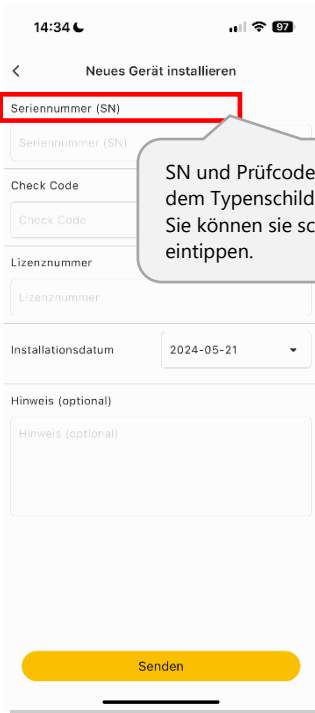 14:34
97
Neues Gerät installieren
Seriennummer (SN)
Seriennummer (SN)
SN und Prüfcode
dem Typenschild
Sie können sie sc
eintippen.
Check Code
Check Code
Lizenznummer
Lizenznummer
Installationsdatum
2024-05-21
Hinweis (optional)
Hinweis (optional)
Senden